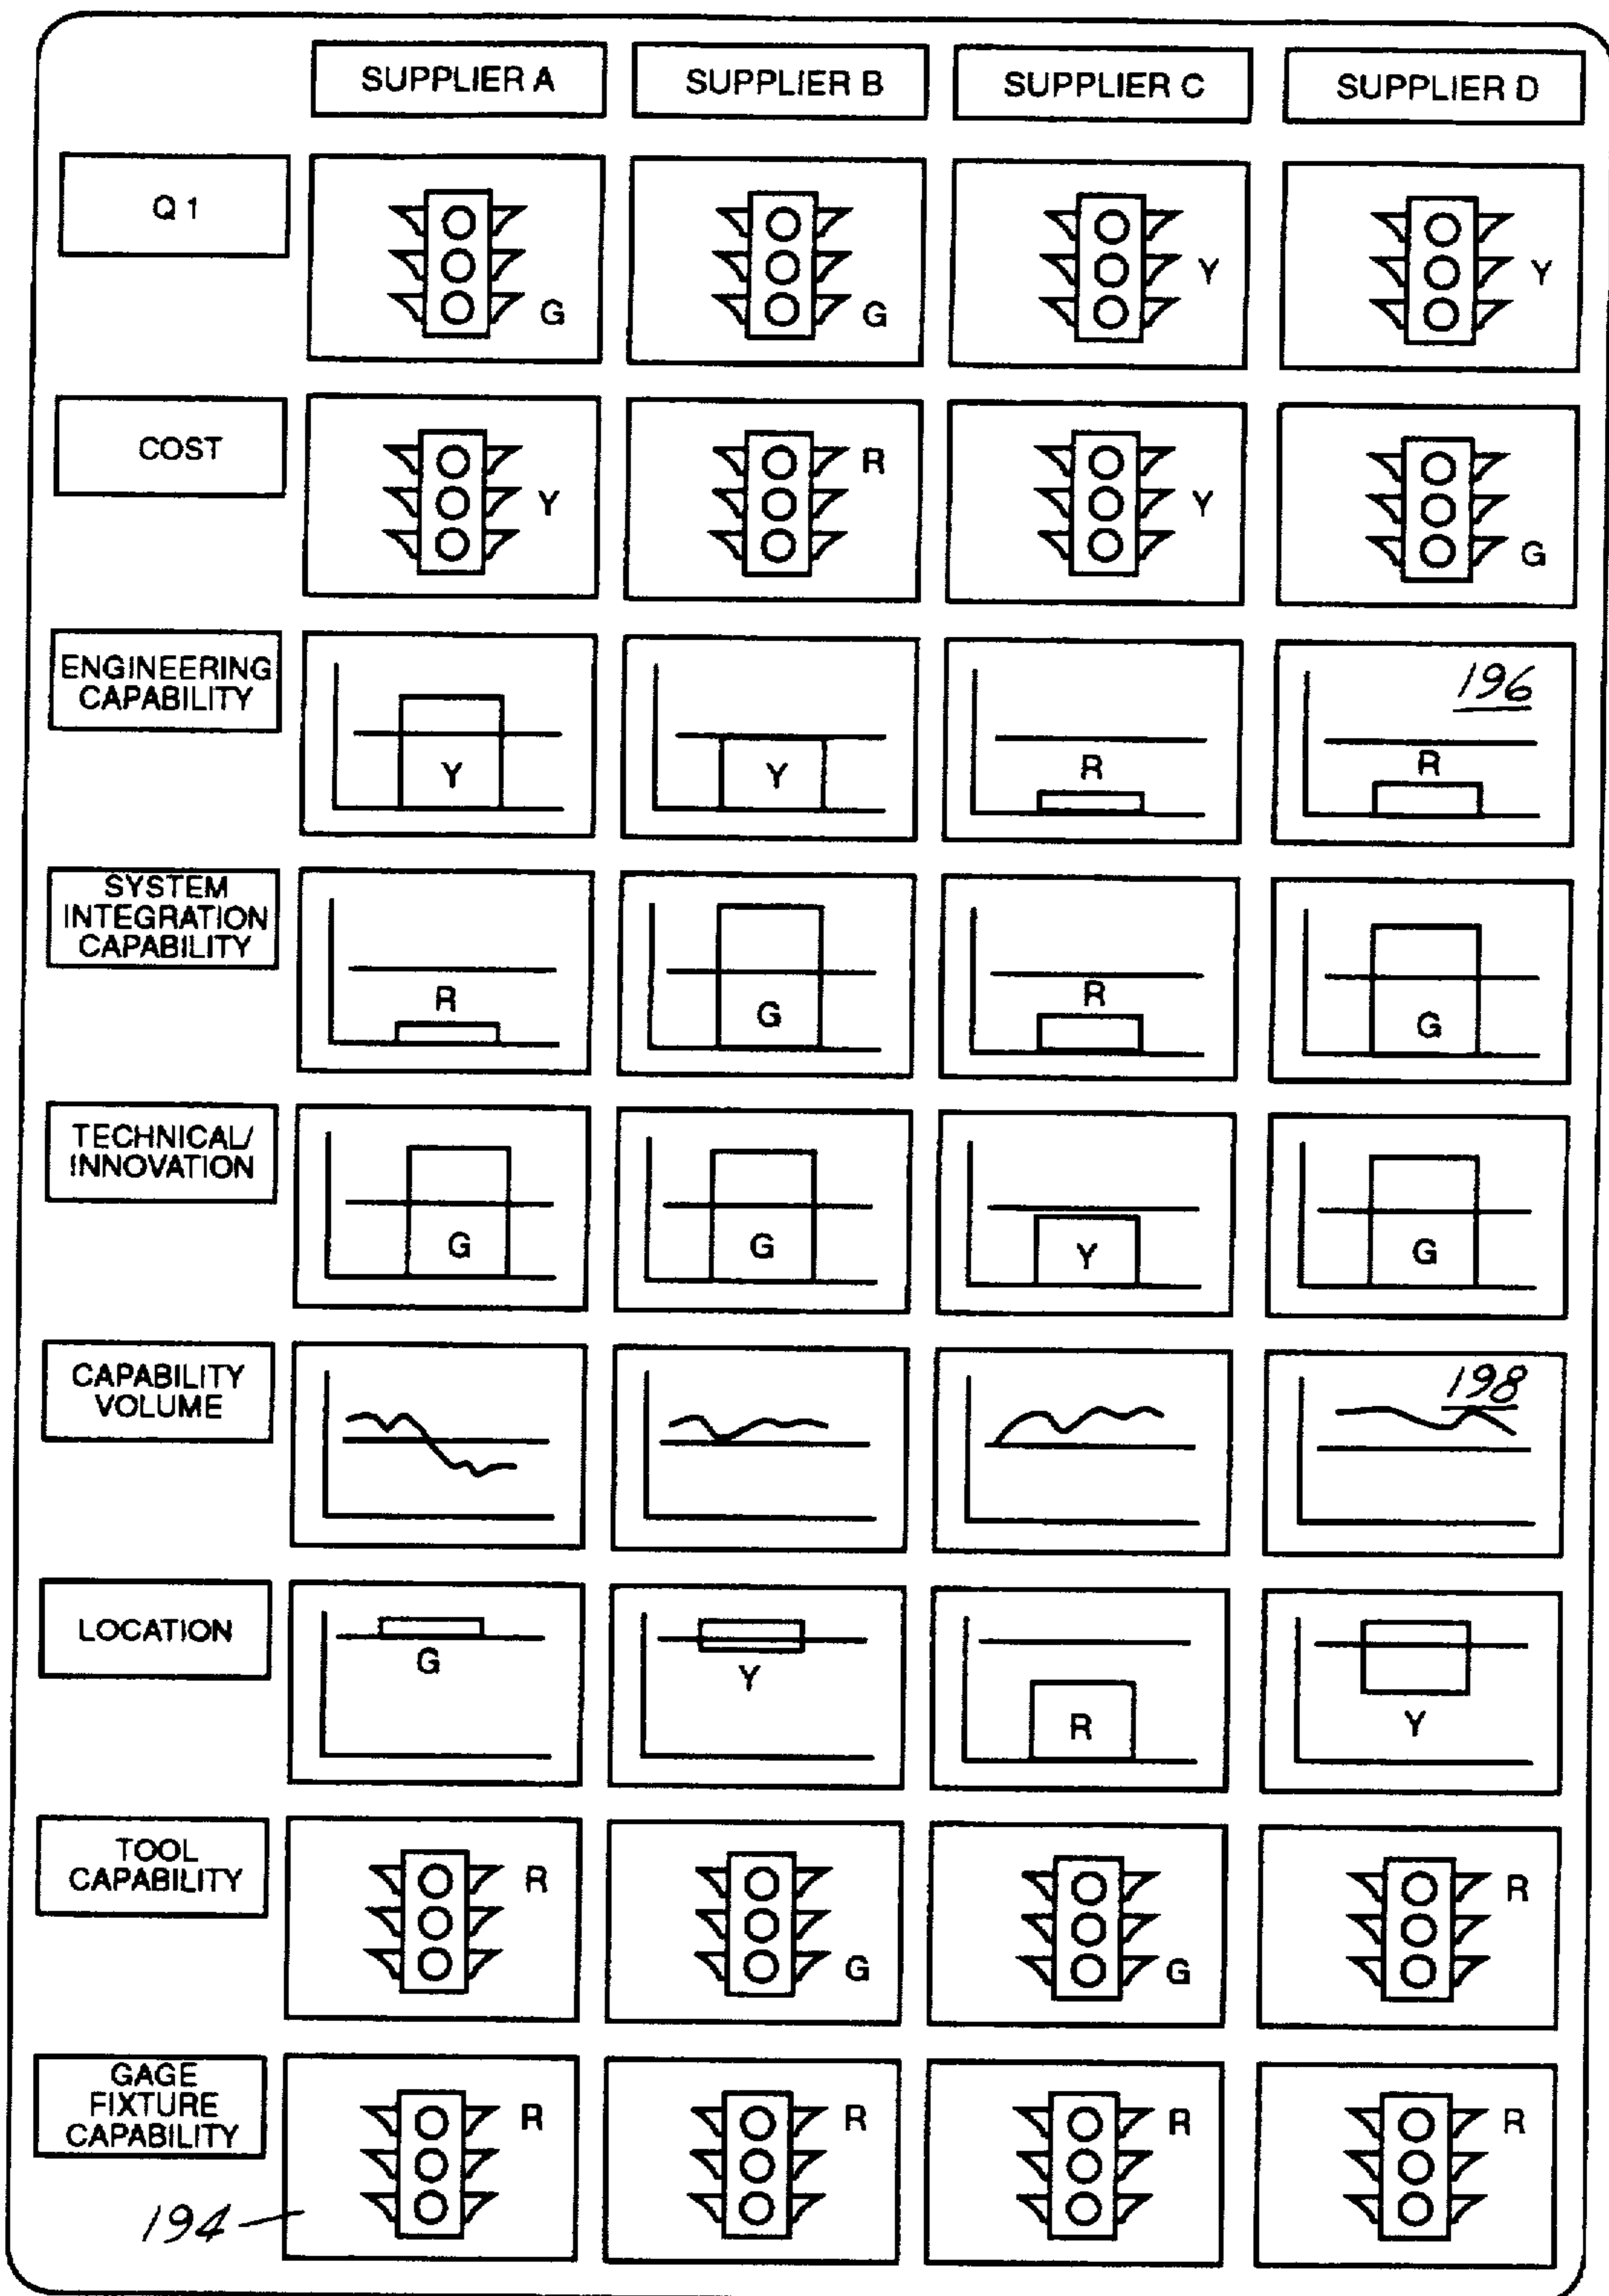 SUPPLIER A
SUPPLIER B
SUPPLIER C
SUPPLIER D
Q 1
G
G
Y
Y
COST
Y
R
Y
G
ENGINEERING
CAPABILITY
Y
Y
R
196
R
SYSTEM
INTEGRATION
CAPABILITY
R
G
R
G
TECHNICAL/
INNOVATION
G
G
Y
G
CAPABILITY
VOLUME
198
LOCATION
G
Y
R
Y
TOOL
CAPABILITY
R
G
G
R
GAGE
FIXTURE
CAPABILITY
R
R
R
R
194